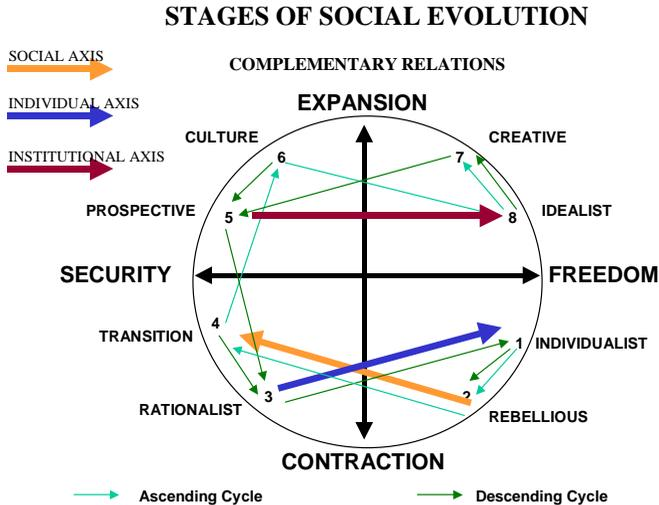 STAGES OF SOCIAL EVOLUTION
SOCIAL AXIS
COMPLEMENTARY RELATIONS
INDIVIDUAL AXIS
EXPANSION
CULTURE
CREATIVE
6
7
INSTITUTIONAL AXIS
PROSPECTIVE
5
8
IDEALIST
SECURITY
FREEDOM
4
TRANSITION
1
INDIVIDUALIST
3
2
RATIONALIST
REBELLIOUS
CONTRACTION
Ascending Cycle
Descending Cycle